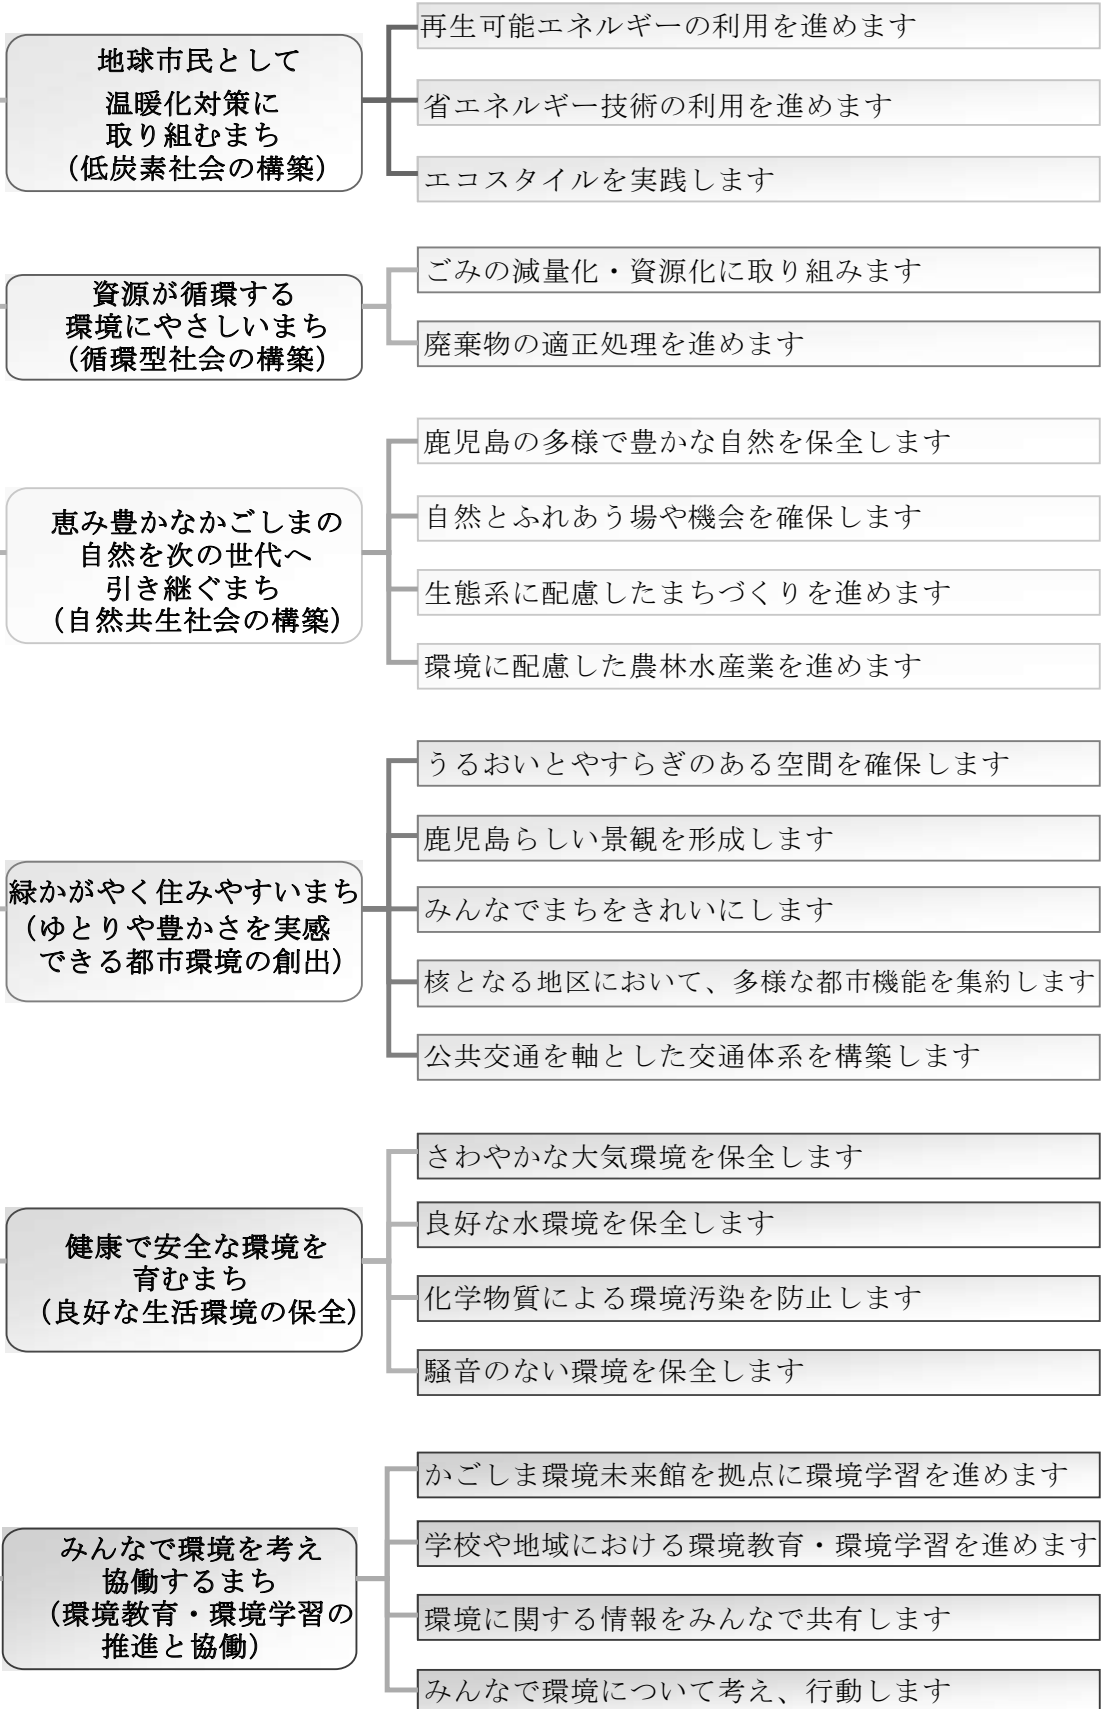 地球市民として
温暖化対策に
取り組むまち
(低炭素社会の構築)
再生可能エネルギーの利用を進めます
省エネルギー技術の利用を進めます
エコスタイルを実践します
資源が循環する
環境にやさしいまち
(循環型社会の構築)
ごみの減量化・資源化に取り組みます
廃棄物の適正処理を進めます
恵み豊かなかごしまの
自然を次の世代へ
引き継ぐまち
(自然共生社会の構築)
鹿児島の多様で豊かな自然を保全します
自然とふれあう場や機会を確保します
生態系に配慮したまちづくりを進めます
環境に配慮した農林水産業を進めます
緑かがやく住みやすいまち
(ゆとりや豊かさを実感
できる都市環境の創出)
うるおいとやすらぎのある空間を確保します
鹿児島らしい景観を形成します
みんなでまちをきれいにします
核となる地区において、多様な都市機能を集約します
公共交通を軸とした交通体系を構築します
健康で安全な環境を
育むまち
(良好な生活環境の保全)
さわやかな大気環境を保全します
良好な水環境を保全します
化学物質による環境汚染を防止します
騒音のない環境を保全します
みんなで環境を考え
協働するまち
(環境教育・環境学習の
推進と協働)
かごしま環境未来館を拠点に環境学習を進めます
学校や地域における環境教育・環境学習を進めます
環境に関する情報をみんなで共有します
みんなで環境について考え、行動します